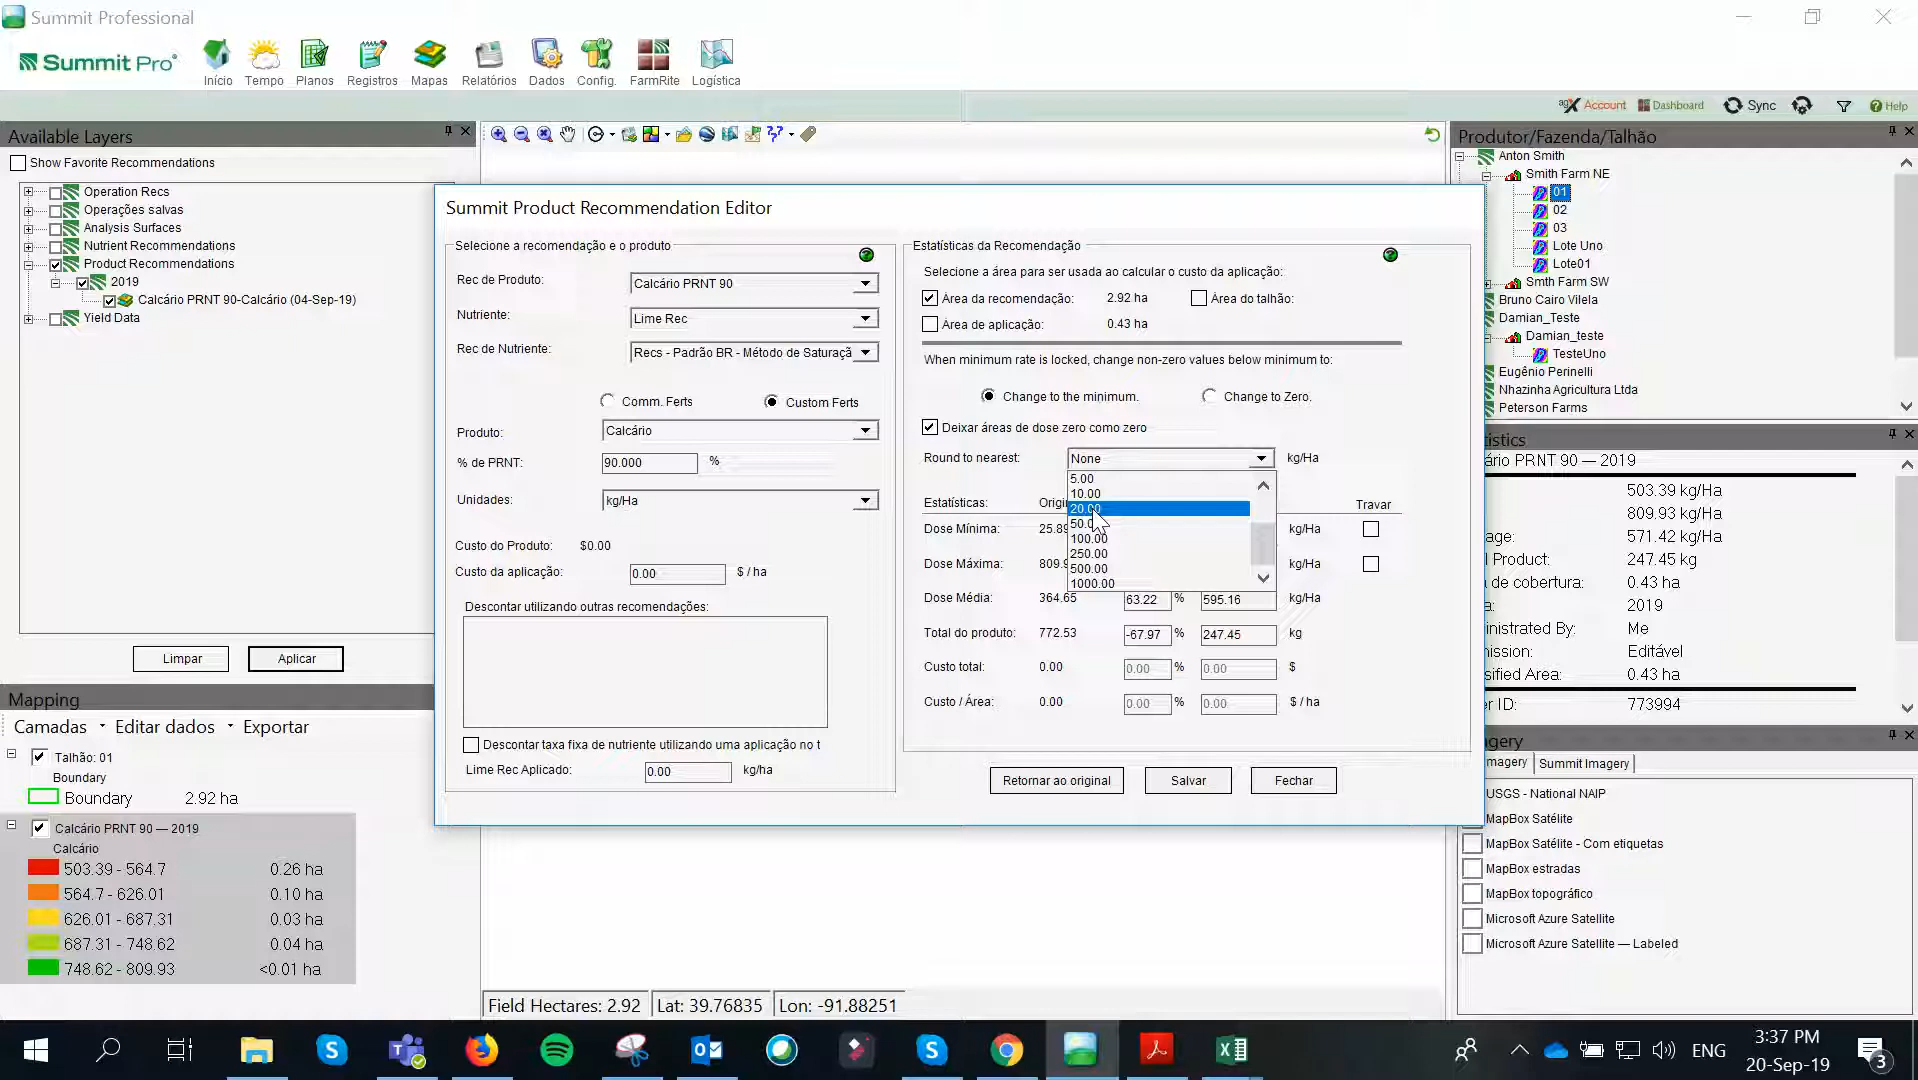 Summit Professional
Summit Pro
Início
Tempo
Planos
Registros
Mapas
Relatórios
Dados
Config.
FarmRite
Logística
agX Account
Dashboard
Sync
Help
Available Layers
Show Favorite Recommendations
Operation Recs
Operações salvas
Analysis Surfaces
Nutrient Recommendations
Product Recommendations
2019
Calcário PRNT 90-Calcário (04-Sep-19)
Yield Data
Limpar
Aplicar
Mapping
Camadas
Editar dados
Exportar
Talhão: 01
Boundary
Boundary 2.92 ha
Calcário PRNT 90 — 2019
Calcário
503.39 - 564.7 0.26 ha
564.7 - 626.01 0.10 ha
626.01 - 687.31 0.03 ha
687.31 - 748.62 0.04 ha
748.62 - 809.93 <0.01 ha
Summit Product Recommendation Editor
Selecione a recomendação e o produto
Rec de Produto: Calcário PRNT 90
Nutriente: Lime Rec
Rec de Nutriente: Recs - Padrão BR - Método de Saturaçã
Comm. Ferts
Custom Ferts
Produto: Calcário
% de PRNT: 90.000 %
Unidades: kg/Ha
Custo do Produto: $0.00
Custo da aplicação: 0.00 $ / ha
Descontar utilizando outras recomendações:
Descontar taxa fixa de nutriente utilizando uma aplicação no t
Lime Rec Aplicado: 0.00 kg/ha
Estatísticas da Recomendação
Selecione a área para ser usada ao calcular o custo da aplicação:
Área da recomendação: 2.92 ha
Área do talhão:
Área de aplicação: 0.43 ha
When minimum rate is locked, change non-zero values below minimum to:
Change to the minimum.
Change to Zero.
Deixar áreas de dose zero como zero
Round to nearest: None kg/Ha
5.00
10.00
20.00
50.00
100.00
250.00
500.00
1000.00
Estatísticas:
Travar
Dose Mínima: kg/Ha
Dose Máxima: kg/Ha
Dose Média: 364.65 63.22 % 595.16 kg/Ha
Total do produto: 772.53 -67.97 % 247.45 kg
Custo total: 0.00 0.00 % 0.00 $
Custo / Área: 0.00 0.00 % 0.00 $ / ha
Retornar ao original
Salvar
Fechar
Field Hectares: 2.92
Lat: 39.76835
Lon: -91.88251
Produtor/Fazenda/Talhão
Anton Smith
Smith Farm NE
01
02
03
Lote Uno
Lote01
Smth Farm SW
Bruno Cairo Vilela
Damian_Teste
Damian_teste
TesteUno
Eugênio Perinelli
Nhazinha Agricultura Ltda
Peterson Farms
tistics
ário PRNT 90 — 2019
503.39 kg/Ha
809.93 kg/Ha
age: 571.42 kg/Ha
l Product: 247.45 kg
de cobertura: 0.43 ha
a: 2019
inistrated By: Me
nission: Editável
sified Area: 0.43 ha
er ID: 773994
gery
magery
Summit Imagery
USGS - National NAIP
MapBox Satélite
MapBox Satélite - Com etiquetas
MapBox estradas
MapBox topográfico
Microsoft Azure Satellite
Microsoft Azure Satellite — Labeled
ENG
3:37 PM
20-Sep-19
3